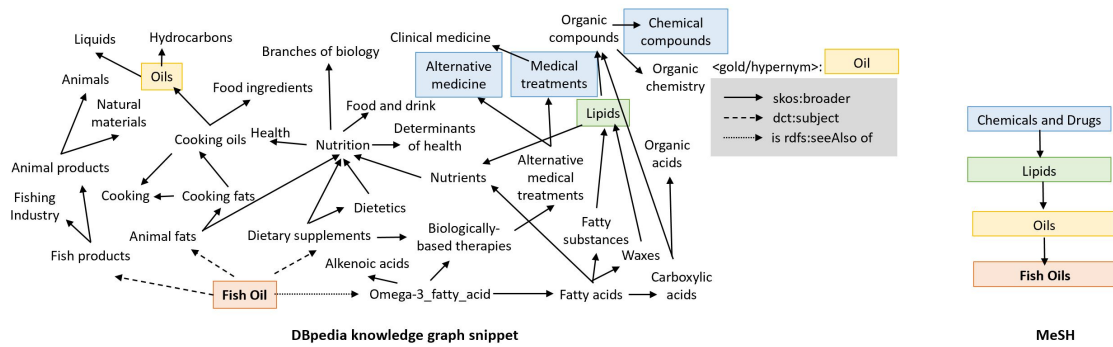 Liquids
Hydrocarbons
Oils
Animals
Natural
materials
Animal products
Fishing
Industry
Fish products
Branches of biology
Food ingredients
Cooking oils
Health
Food and drink
Determinants
of health
Nutrition
Cooking
Cooking fats
Animal fats
Dietetics
Dietary supplements
Nutrients
Clinical medicine
Alternative
medicine
Medical
treatments
Organic
compounds
Chemical
compounds
Organic
chemistry
Lipids
Alternative
medical
treatments
Organic
acids
Biologically-
based therapies
Fatty
substances
Waxes
Alkenoic acids
Fish Oil
Omega-3_fatty_acid
Fatty acids
Carboxylic
acids
<gold/hypernym>: Oil
skos:broader
dct:subject
is rdfs:seeAlso of
DBpedia knowledge graph snippet
Chemicals and Drugs
Lipids
Oils
Fish Oils
MeSH